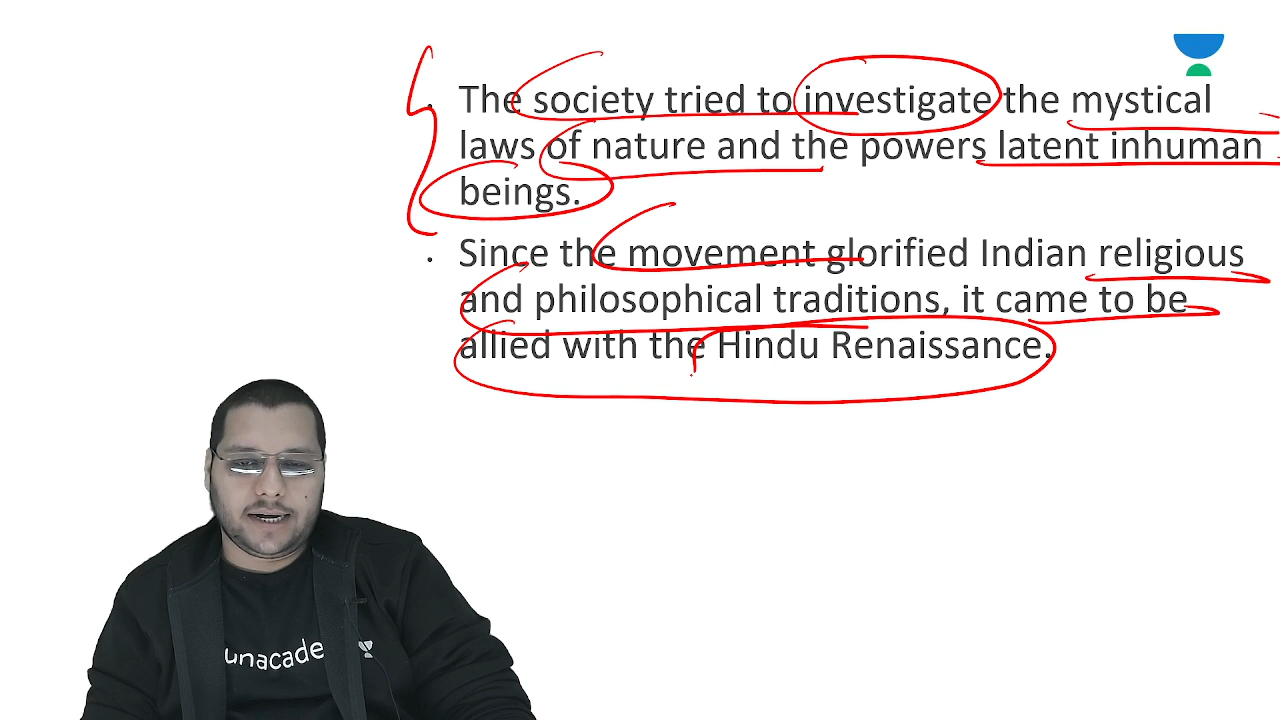 The society tried to investigate the mystical
laws of nature and the powers latent inhuman
beings.
Since the movement glorified Indian religious
and philosophical traditions, it came to be
allied with the Hindu Renaissance.
unacade